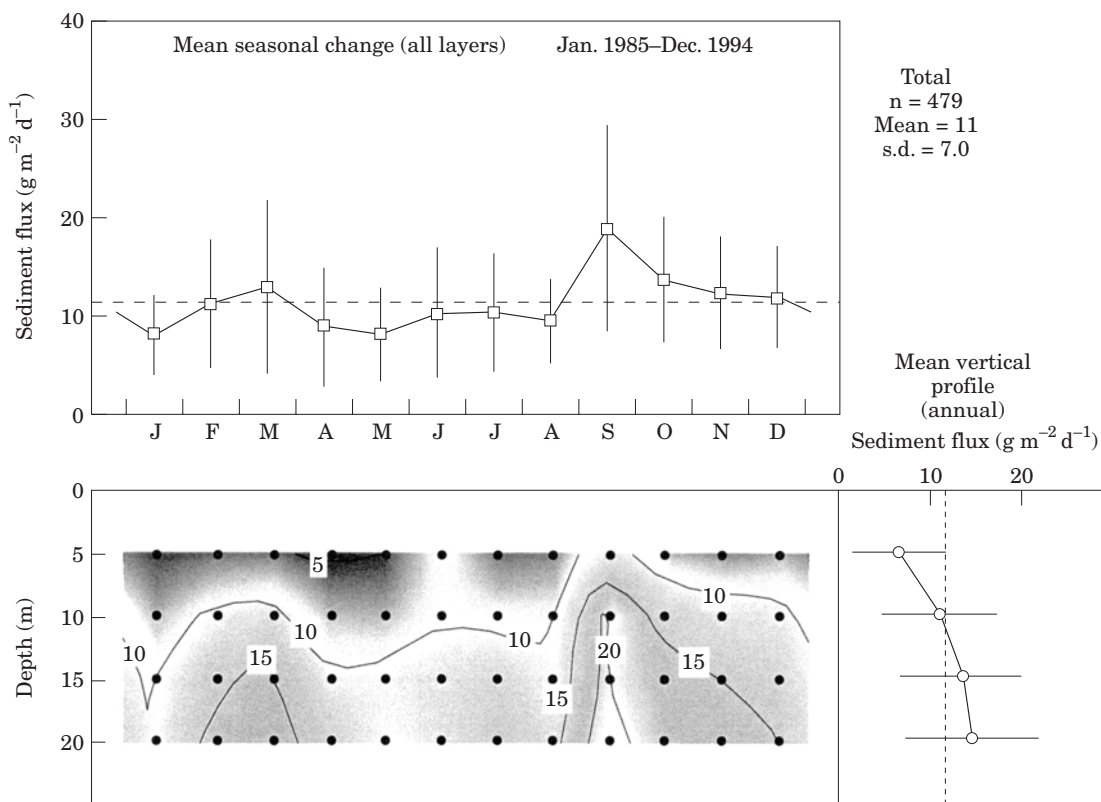 Mean seasonal change (all layers) Jan. 1985–Dec. 1994
Total
n = 479
Mean = 11
s.d. = 7.0
Sediment flux (g m⁻² d⁻¹)
40
30
20
10
0
J F M A M J J A S O N D
Mean vertical
profile
(annual)
Sediment flux (g m⁻² d⁻¹)
0 10 20
Depth (m)
0
5
10
15
20
5
10
10
15
10
15
20
15
10